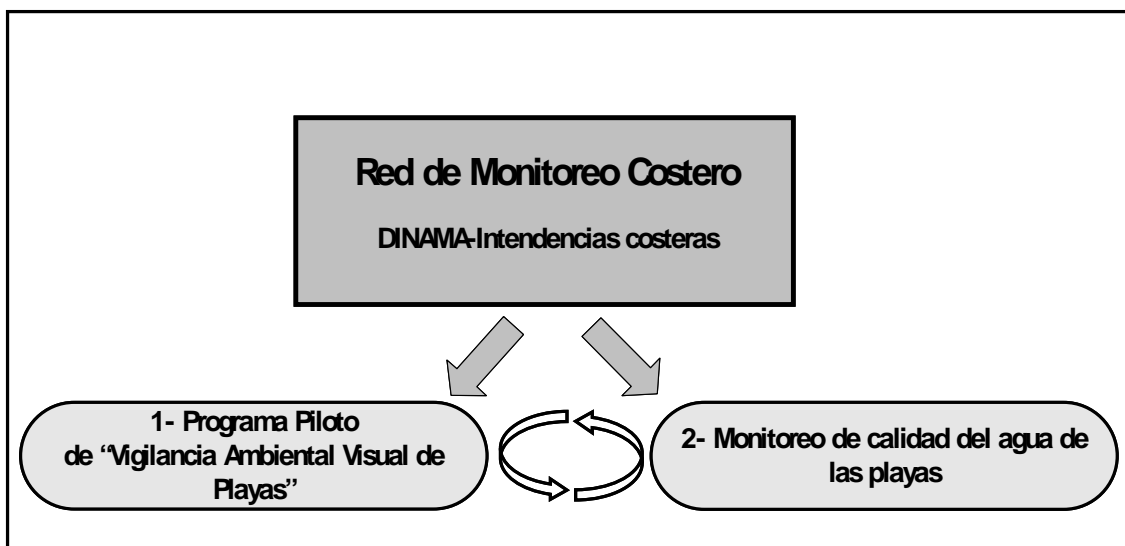 Red de Monitoreo Costero
DINAMA-Intendencias costeras
1- Programa Piloto
de “Vigilancia Ambiental Visual de
Playas”
2- Monitoreo de calidad del agua de
las playas